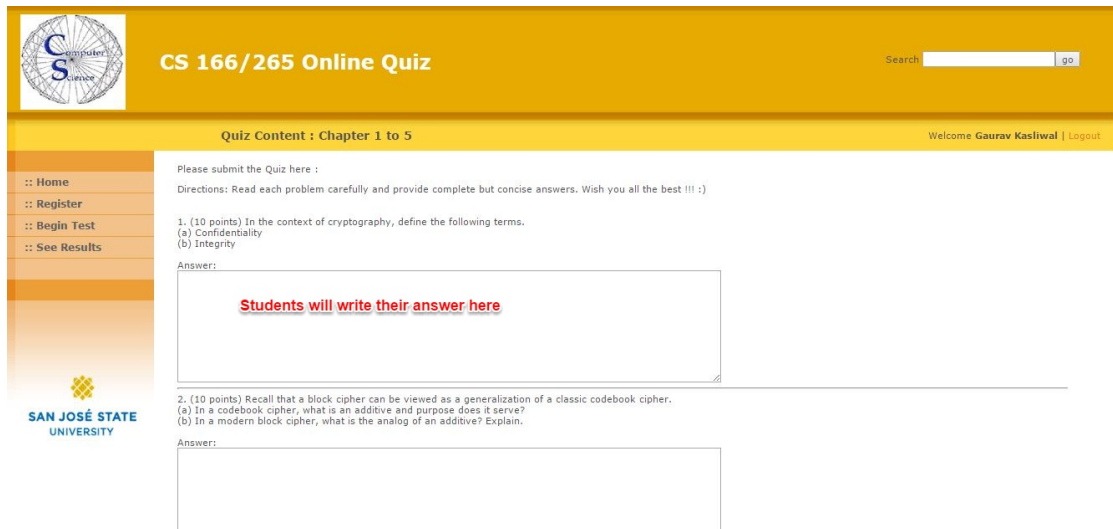 Computer
Science
CS 166/265 Online Quiz
Search
go
Quiz Content : Chapter 1 to 5
Welcome Gaurav Kasliwal | Logout
:: Home
:: Register
:: Begin Test
:: See Results
SAN JOSÉ STATE
UNIVERSITY
Please submit the Quiz here :
Directions: Read each problem carefully and provide complete but concise answers. Wish you all the best !!! :)
1. (10 points) In the context of cryptography, define the following terms.
(a) Confidentiality
(b) Integrity
Answer:
Students will write their answer here
2. (10 points) Recall that a block cipher can be viewed as a generalization of a classic codebook cipher.
(a) In a codebook cipher, what is an additive and purpose does it serve?
(b) In a modern block cipher, what is the analog of an additive? Explain.
Answer: